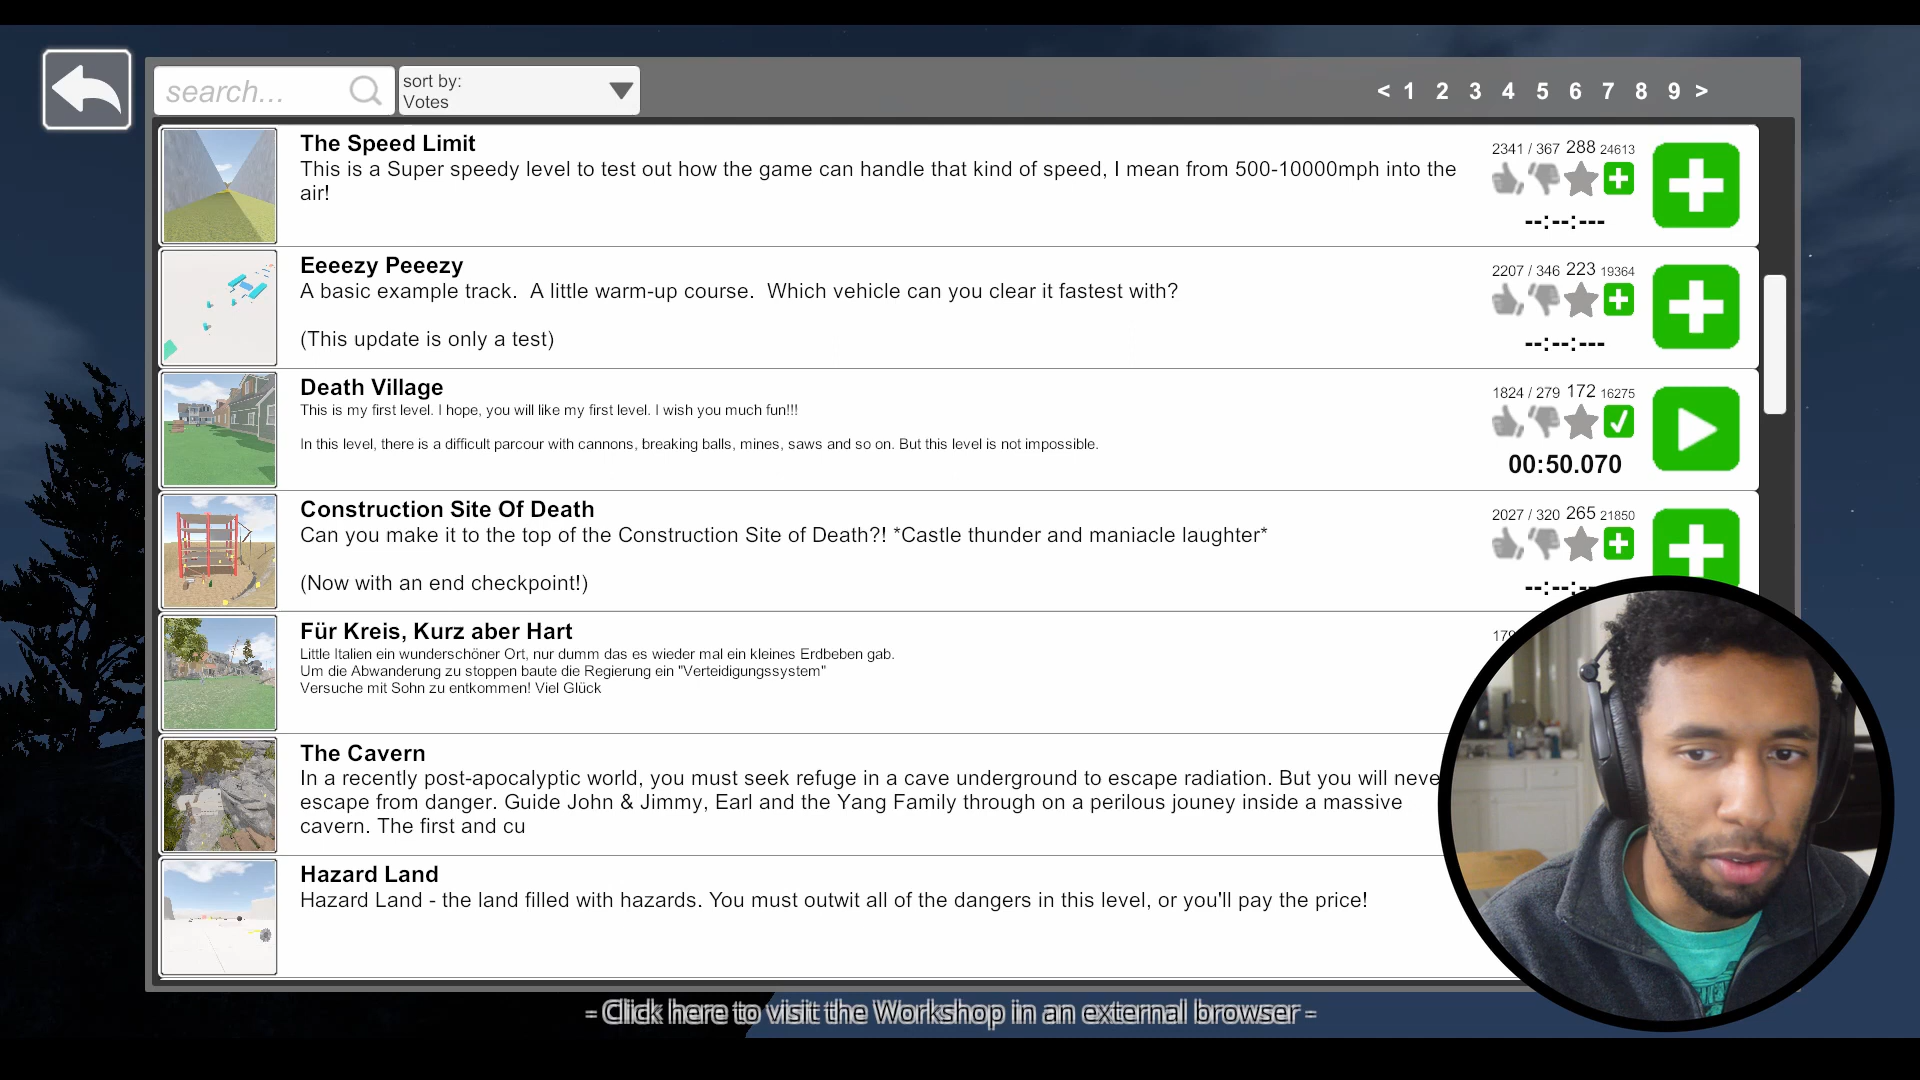 search...
sort by:
Votes
< 1 2 3 4 5 6 7 8 9 >
The Speed Limit
This is a Super speedy level to test out how the game can handle that kind of speed, I mean from 500-10000mph into the
air!
2341 / 367 288 24613
--:--:---
Eeeezy Peeezy
A basic example track. A little warm-up course. Which vehicle can you clear it fastest with?
(This update is only a test)
2207 / 346 223 19364
--:--:---
Death Village
This is my first level. I hope, you will like my first level. I wish you much fun!!!
In this level, there is a difficult parcour with cannons, breaking balls, mines, saws and so on. But this level is not impossible.
1824 / 279 172 16275
00:50.070
Construction Site Of Death
Can you make it to the top of the Construction Site of Death?! *Castle thunder and maniacle laughter*
(Now with an end checkpoint!)
2027 / 320 265 21850
--:--:--
Für Kreis, Kurz aber Hart
Little Italien ein wunderschöner Ort, nur dumm das es wieder mal ein kleines Erdbeben gab.
Um die Abwanderung zu stoppen baute die Regierung ein "Verteidigungssystem"
Versuche mit Sohn zu entkommen! Viel Glück
The Cavern
In a recently post-apocalyptic world, you must seek refuge in a cave underground to escape radiation. But you will neve
escape from danger. Guide John & Jimmy, Earl and the Yang Family through on a perilous jouney inside a massive
cavern. The first and cu
Hazard Land
Hazard Land - the land filled with hazards. You must outwit all of the dangers in this level, or you'll pay the price!
- Click here to visit the Workshop in an external browser -